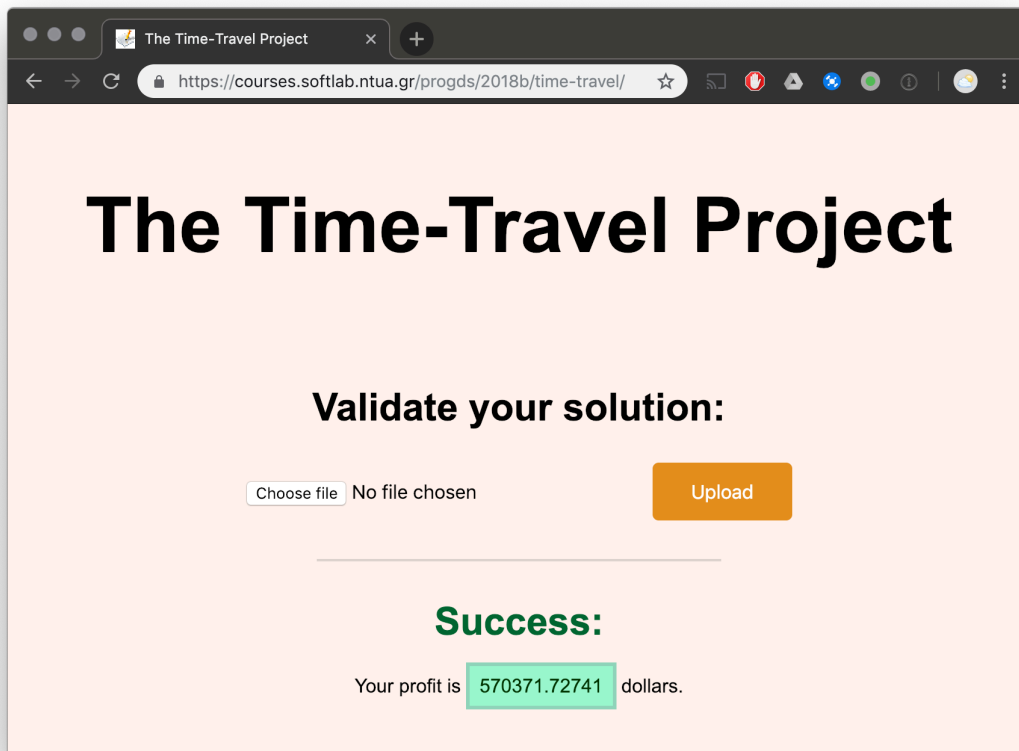 The Time-Travel Project
https://courses.softlab.ntua.gr/progds/2018b/time-travel/
The Time-Travel Project
Validate your solution:
Choose file No file chosen Upload
Success:
Your profit is 570371.72741 dollars.